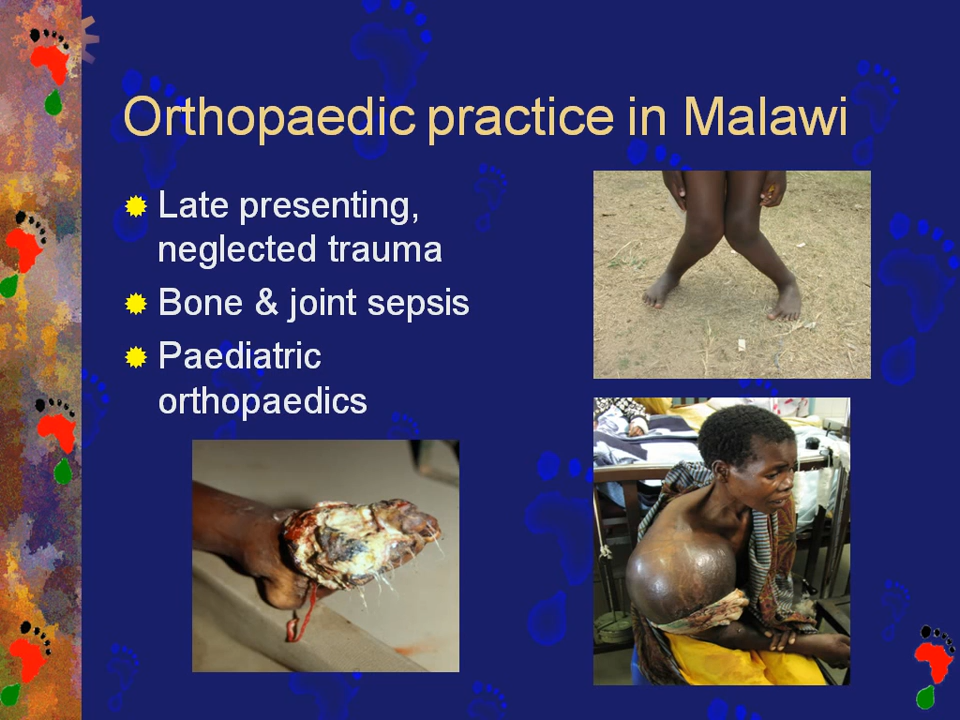 Orthopaedic practice in Malawi
Late presenting,
neglected trauma
Bone & joint sepsis
Paediatric
orthopaedics